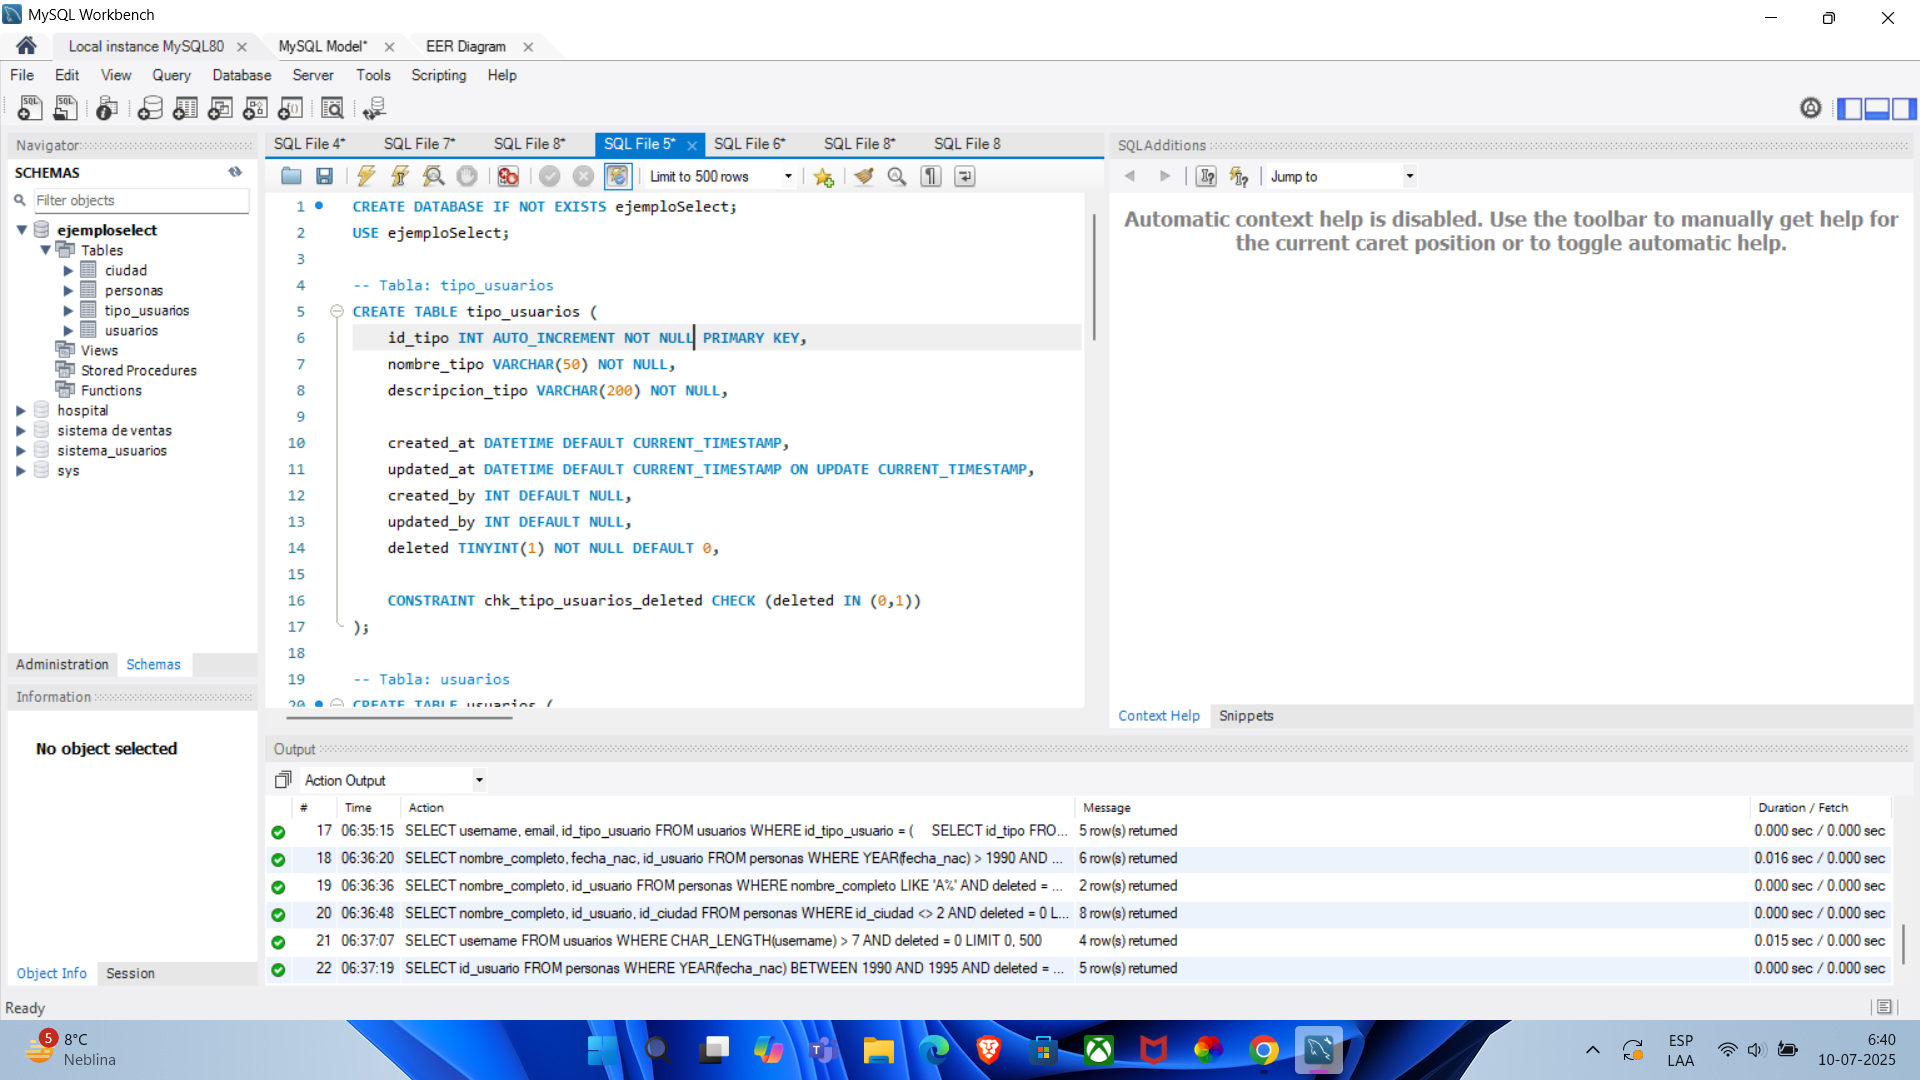 MySQL Workbench
Local instance MySQL80
MySQL Model*
EER Diagram
File Edit View Query Database Server Tools Scripting Help
Navigator
SCHEMAS
Filter objects
ejemploselect
Tables
ciudad
personas
tipo_usuarios
usuarios
Views
Stored Procedures
Functions
hospital
sistema de ventas
sistema_usuarios
sys
Administration Schemas
Information
No object selected
Object Info Session
SQL File 4* SQL File 7* SQL File 8* SQL File 5* SQL File 6* SQL File 8* SQL File 8
Limit to 500 rows
1 CREATE DATABASE IF NOT EXISTS ejemploSelect;
2 USE ejemploSelect;
3
4 -- Tabla: tipo_usuarios
5 CREATE TABLE tipo_usuarios (
6 id_tipo INT AUTO_INCREMENT NOT NULL PRIMARY KEY,
7 nombre_tipo VARCHAR(50) NOT NULL,
8 descripcion_tipo VARCHAR(200) NOT NULL,
9
10 created_at DATETIME DEFAULT CURRENT_TIMESTAMP,
11 updated_at DATETIME DEFAULT CURRENT_TIMESTAMP ON UPDATE CURRENT_TIMESTAMP,
12 created_by INT DEFAULT NULL,
13 updated_by INT DEFAULT NULL,
14 deleted TINYINT(1) NOT NULL DEFAULT 0,
15
16 CONSTRAINT chk_tipo_usuarios_deleted CHECK (deleted IN (0,1))
17 );
18
19 -- Tabla: usuarios
20 CREATE TABLE usuarios (
SQLAdditions
Jump to
Automatic context help is disabled. Use the toolbar to manually get help for
the current caret position or to toggle automatic help.
Context Help Snippets
Output
Action Output
# Time Action Message Duration / Fetch
17 06:35:15 SELECT username, email, id_tipo_usuario FROM usuarios WHERE id_tipo_usuario = ( SELECT id_tipo FRO... 5 row(s) returned 0.000 sec / 0.000 sec
18 06:36:20 SELECT nombre_completo, fecha_nac, id_usuario FROM personas WHERE YEAR(fecha_nac) > 1990 AND ... 6 row(s) returned 0.016 sec / 0.000 sec
19 06:36:36 SELECT nombre_completo, id_usuario FROM personas WHERE nombre_completo LIKE 'A%' AND deleted = ... 2 row(s) returned 0.000 sec / 0.000 sec
20 06:36:48 SELECT nombre_completo, id_usuario, id_ciudad FROM personas WHERE id_ciudad <> 2 AND deleted = 0 L... 8 row(s) returned 0.000 sec / 0.000 sec
21 06:37:07 SELECT username FROM usuarios WHERE CHAR_LENGTH(username) > 7 AND deleted = 0 LIMIT 0, 500 4 row(s) returned 0.015 sec / 0.000 sec
22 06:37:19 SELECT id_usuario FROM personas WHERE YEAR(fecha_nac) BETWEEN 1990 AND 1995 AND deleted = ... 5 row(s) returned 0.000 sec / 0.000 sec
Ready
5
8°C
Neblina
ESP
LAA
6:40
10-07-2025